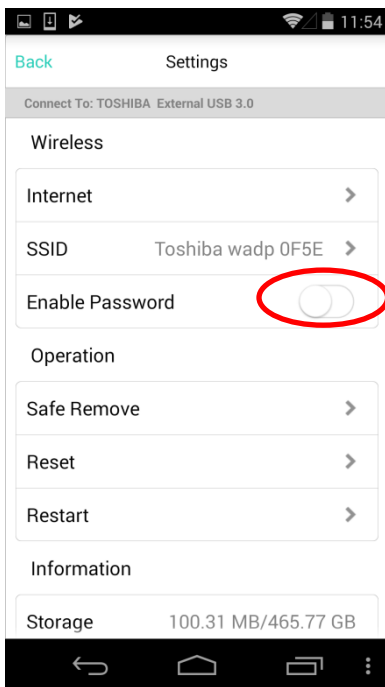 11:54
Back Settings
Connect To: TOSHIBA External USB 3.0
Wireless
Internet
SSID Toshiba wadp 0F5E
Enable Password
Operation
Safe Remove
Reset
Restart
Information
Storage 100.31 MB/465.77 GB